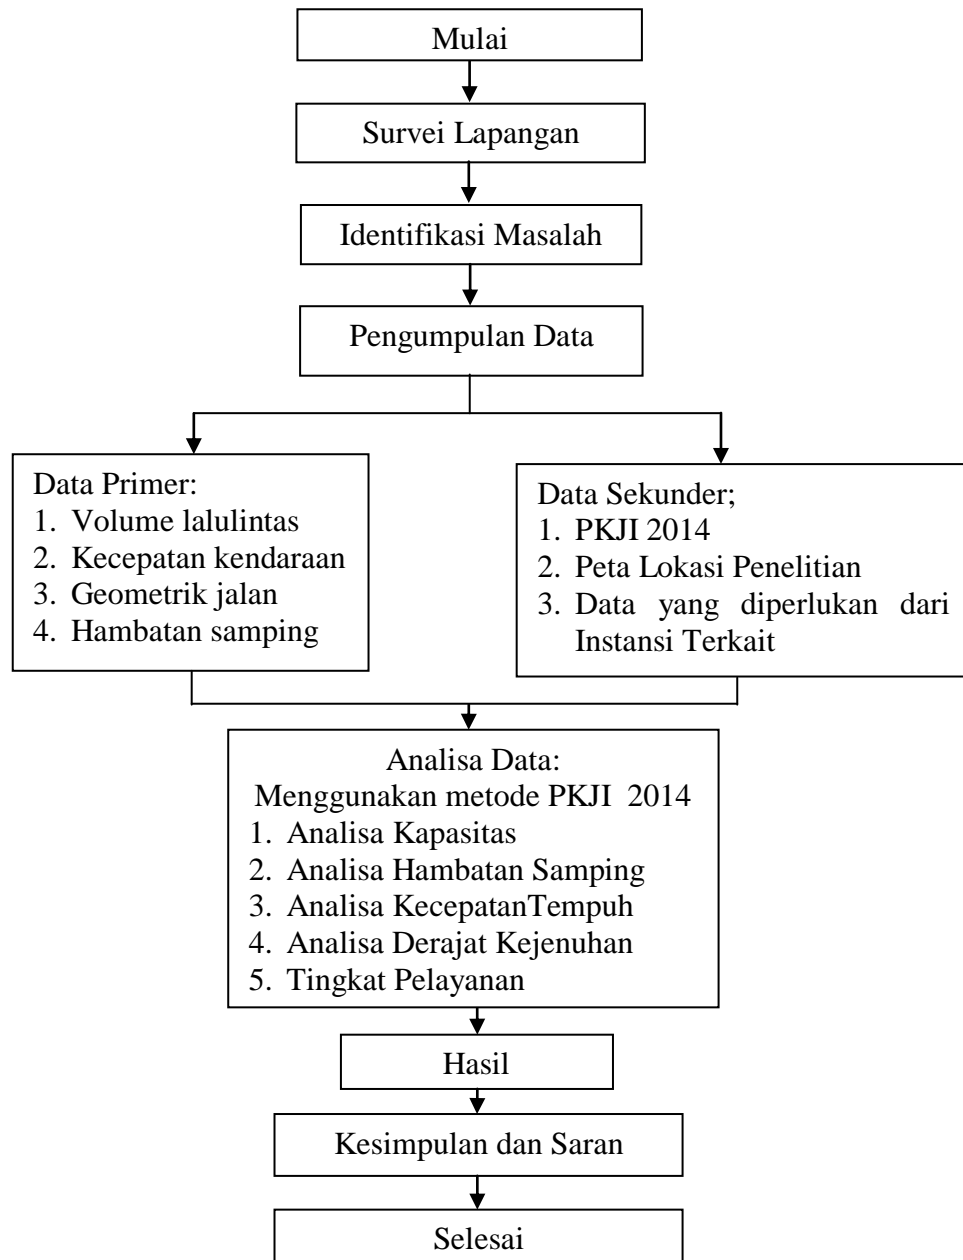 Mulai
Survei Lapangan
Identifikasi Masalah
Pengumpulan Data
Data Primer:
1. Volume lalulintas
2. Kecepatan kendaraan
3. Geometrik jalan
4. Hambatan samping
Data Sekunder;
1. PKJI 2014
2. Peta Lokasi Penelitian
3. Data yang diperlukan dari
Instansi Terkait
Analisa Data:
Menggunakan metode PKJI 2014
1. Analisa Kapasitas
2. Analisa Hambatan Samping
3. Analisa KecepatanTempuh
4. Analisa Derajat Kejenuhan
5. Tingkat Pelayanan
Hasil
Kesimpulan dan Saran
Selesai